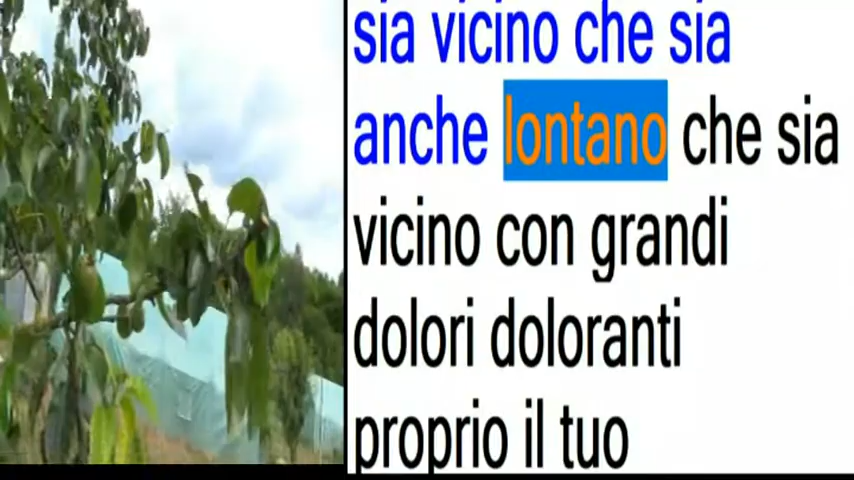 sia vicino che sia
anche lontano che sia
vicino con grandi
dolori doloranti
proprio il tuo